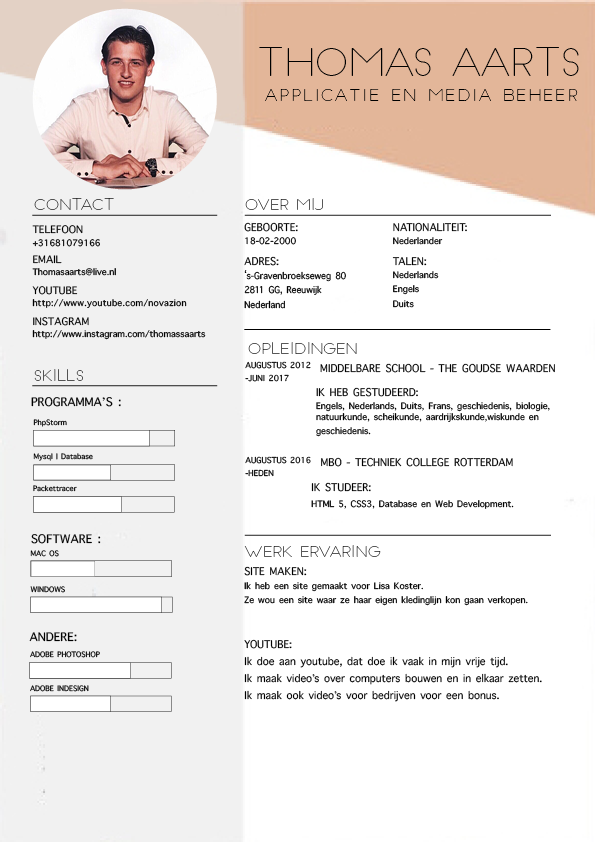 THOMAS AARTS
APPLICATIE EN MEDIA BEHEER
CONTACT
TELEFOON
+31681079166
EMAIL
Thomasaarts@live.nl
YOUTUBE
http://www.youtube.com/novazion
INSTAGRAM
http://www.instagram.com/thomassaarts
SKILLS
PROGRAMMA'S :
PhpStorm
Mysql | Database
Packettracer
SOFTWARE :
MAC OS
WINDOWS
ANDERE:
ADOBE PHOTOSHOP
ADOBE INDESIGN
OVER MIJ
GEBOORTE:
18-02-2000
ADRES:
's-Gravenbroekseweg 80
2811 GG, Reeuwijk
Nederland
NATIONALITEIT:
Nederlander
TALEN:
Nederlands
Engels
Duits
OPLEIDINGEN
AUGUSTUS 2012
-JUNI 2017
MIDDELBARE SCHOOL - THE GOUDSE WAARDEN
IK HEB GESTUDEERD:
Engels, Nederlands, Duits, Frans, geschiedenis, biologie,
natuurkunde, scheikunde, aardrijkskunde,wiskunde en
geschiedenis.
AUGUSTUS 2016
-HEDEN
MBO - TECHNIEK COLLEGE ROTTERDAM
IK STUDEER:
HTML 5, CSS3, Database en Web Development.
WERK ERVARING
SITE MAKEN:
Ik heb een site gemaakt voor Lisa Koster.
Ze wou een site waar ze haar eigen kledinglijn kon gaan verkopen.
YOUTUBE:
Ik doe aan youtube, dat doe ik vaak in mijn vrije tijd.
Ik maak video's over computers bouwen en in elkaar zetten.
Ik maak ook video's voor bedrijven voor een bonus.